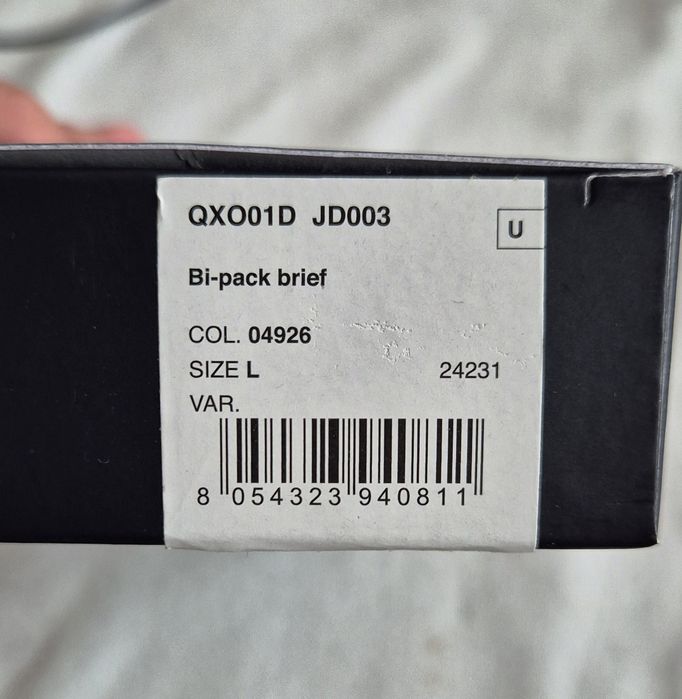 QXO01D JD003
U
Bi-pack brief
COL. 04926
SIZE L 24231
VAR.
8 054323 940811